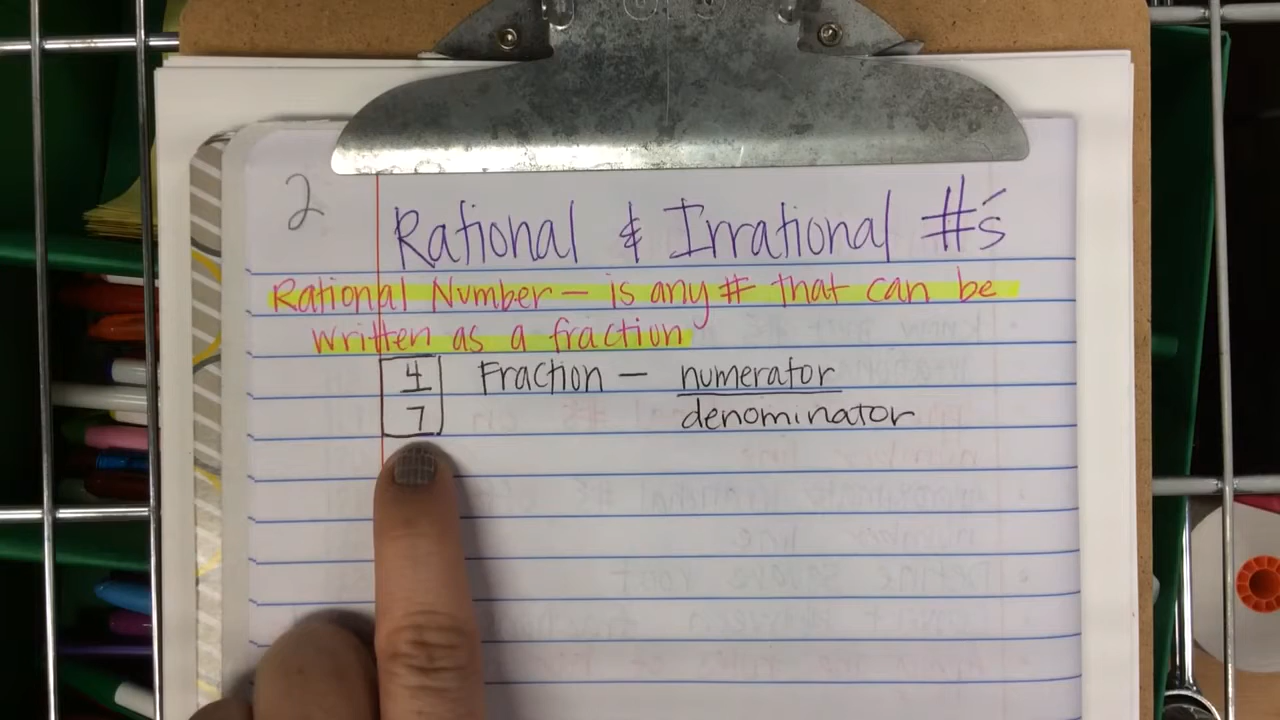 2
Rational & Irrational #'s
Rational Number — is any # that can be
written as a fraction
4 Fraction — numerator
7 denominator